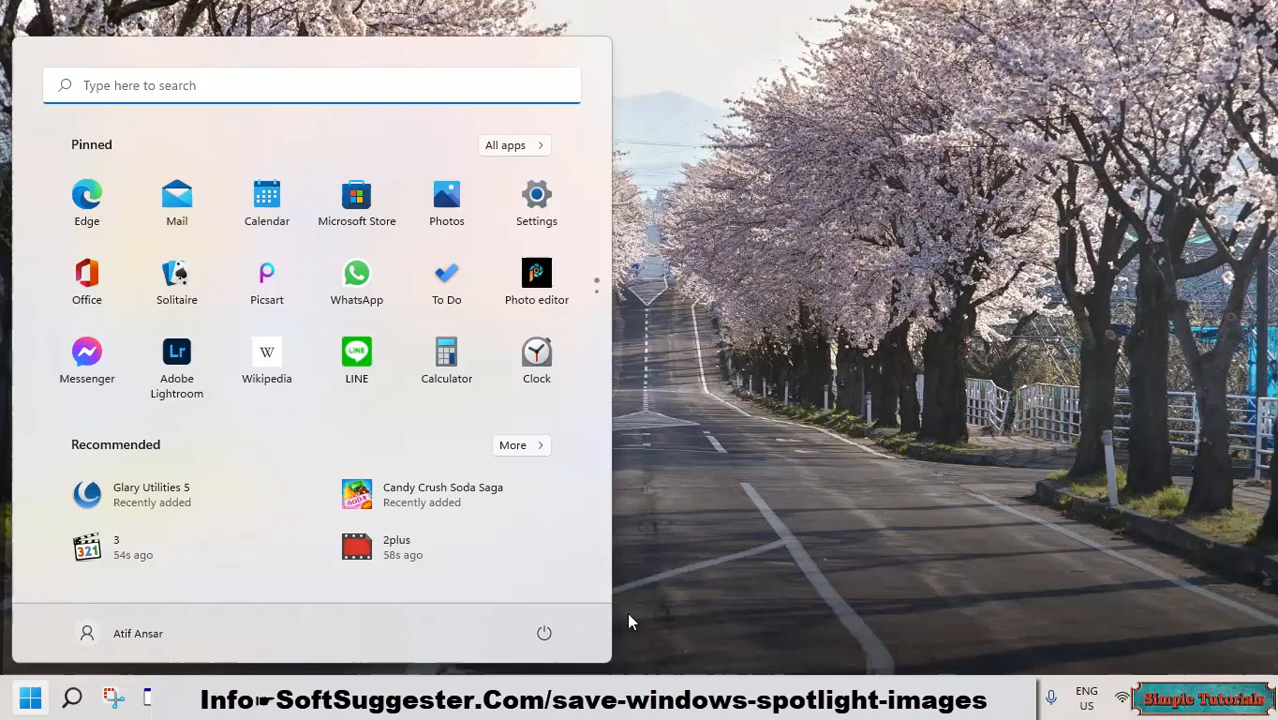 Type here to search
Pinned
All apps
Edge
Mail
Calendar
Microsoft Store
Photos
Settings
Office
Solitaire
Picsart
WhatsApp
To Do
Photo editor
Messenger
Lr
Adobe
Lightroom
W
Wikipedia
LINE
LINE
Calculator
Clock
Recommended
More
Glary Utilities 5
Recently added
Candy Crush Soda Saga
Recently added
321
3
54s ago
2plus
58s ago
Atif Ansar
Info☛SoftSuggester.Com/save-windows-spotlight-images
ENG
US
Simple Tutorials